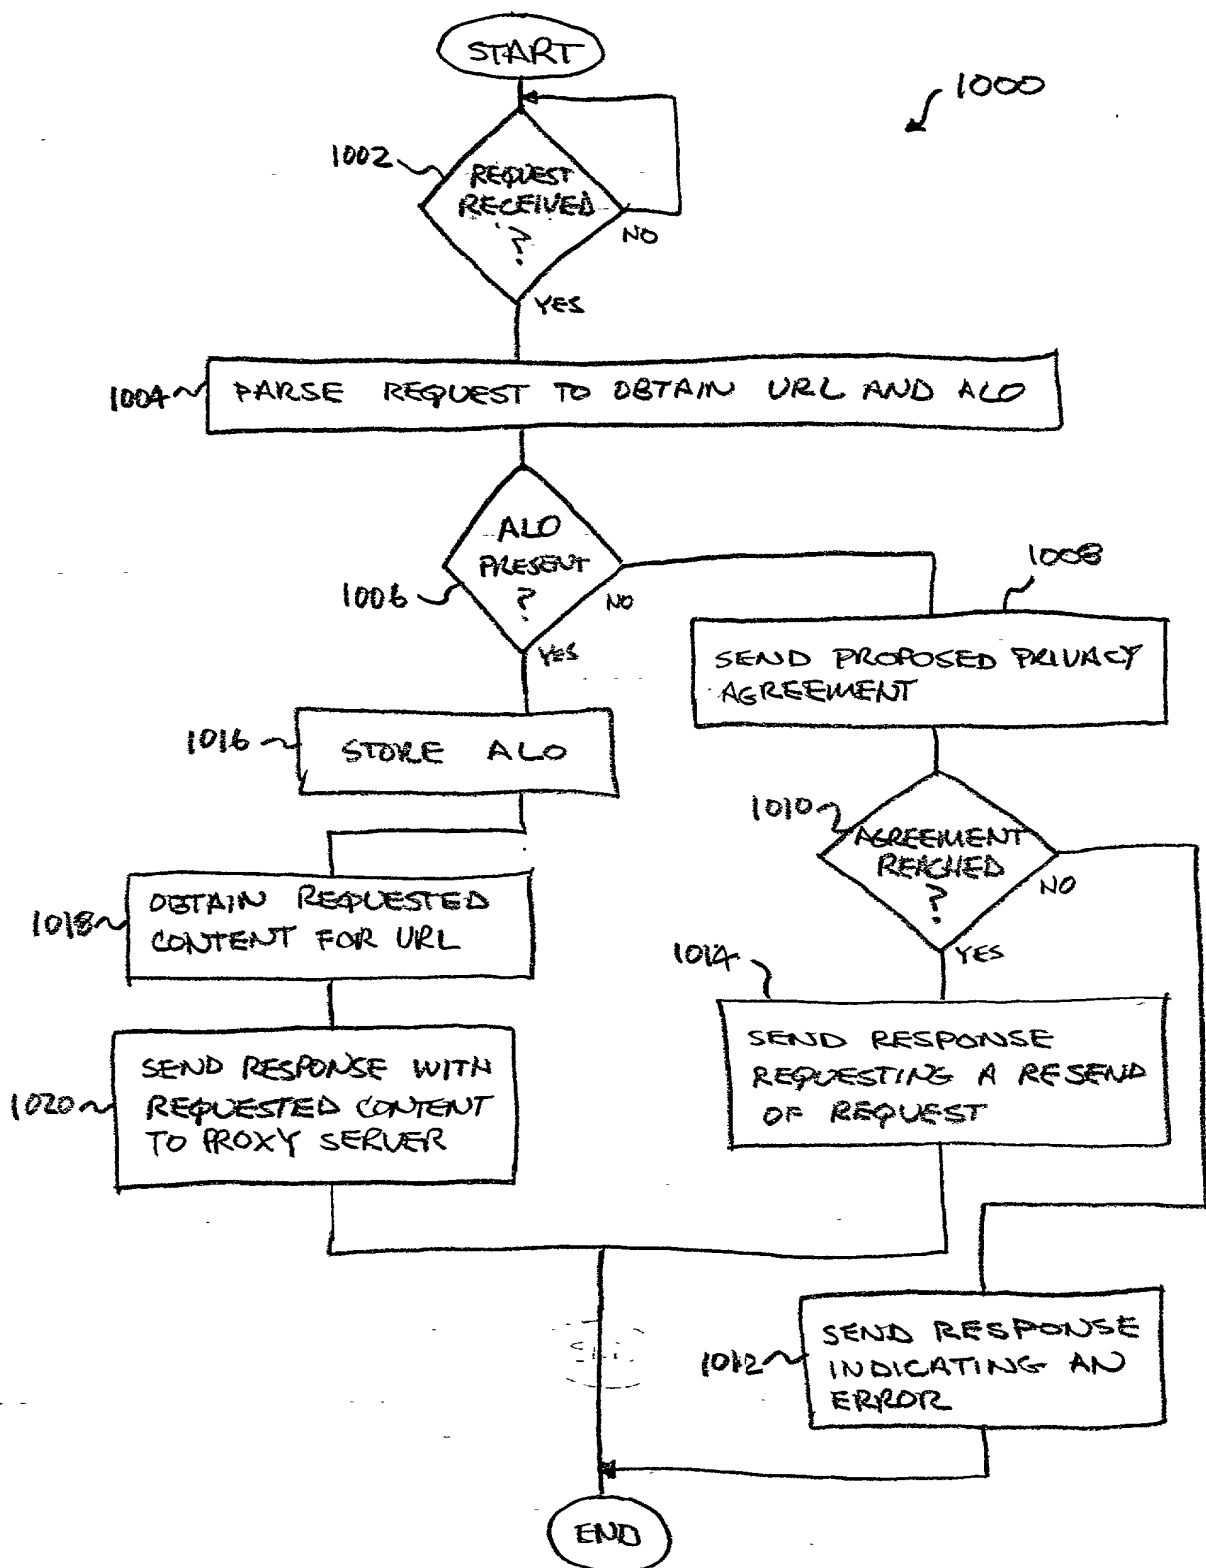 START
1000
1002
REQUEST
RECEIVED
?
NO
YES
1004
PARSE REQUEST TO OBTAIN URL AND ALO
ALO
PRESENT
?
1006
NO
YES
1008
SEND PROPOSED PRIVACY
AGREEMENT
1016
STORE ALO
1010
AGREEMENT
REACHED
?
NO
YES
1018
OBTAIN REQUESTED
CONTENT FOR URL
1014
SEND RESPONSE
REQUESTING A RESEND
OF REQUEST
1020
SEND RESPONSE WITH
REQUESTED CONTENT
TO PROXY SERVER
1012
SEND RESPONSE
INDICATING AN
ERROR
END